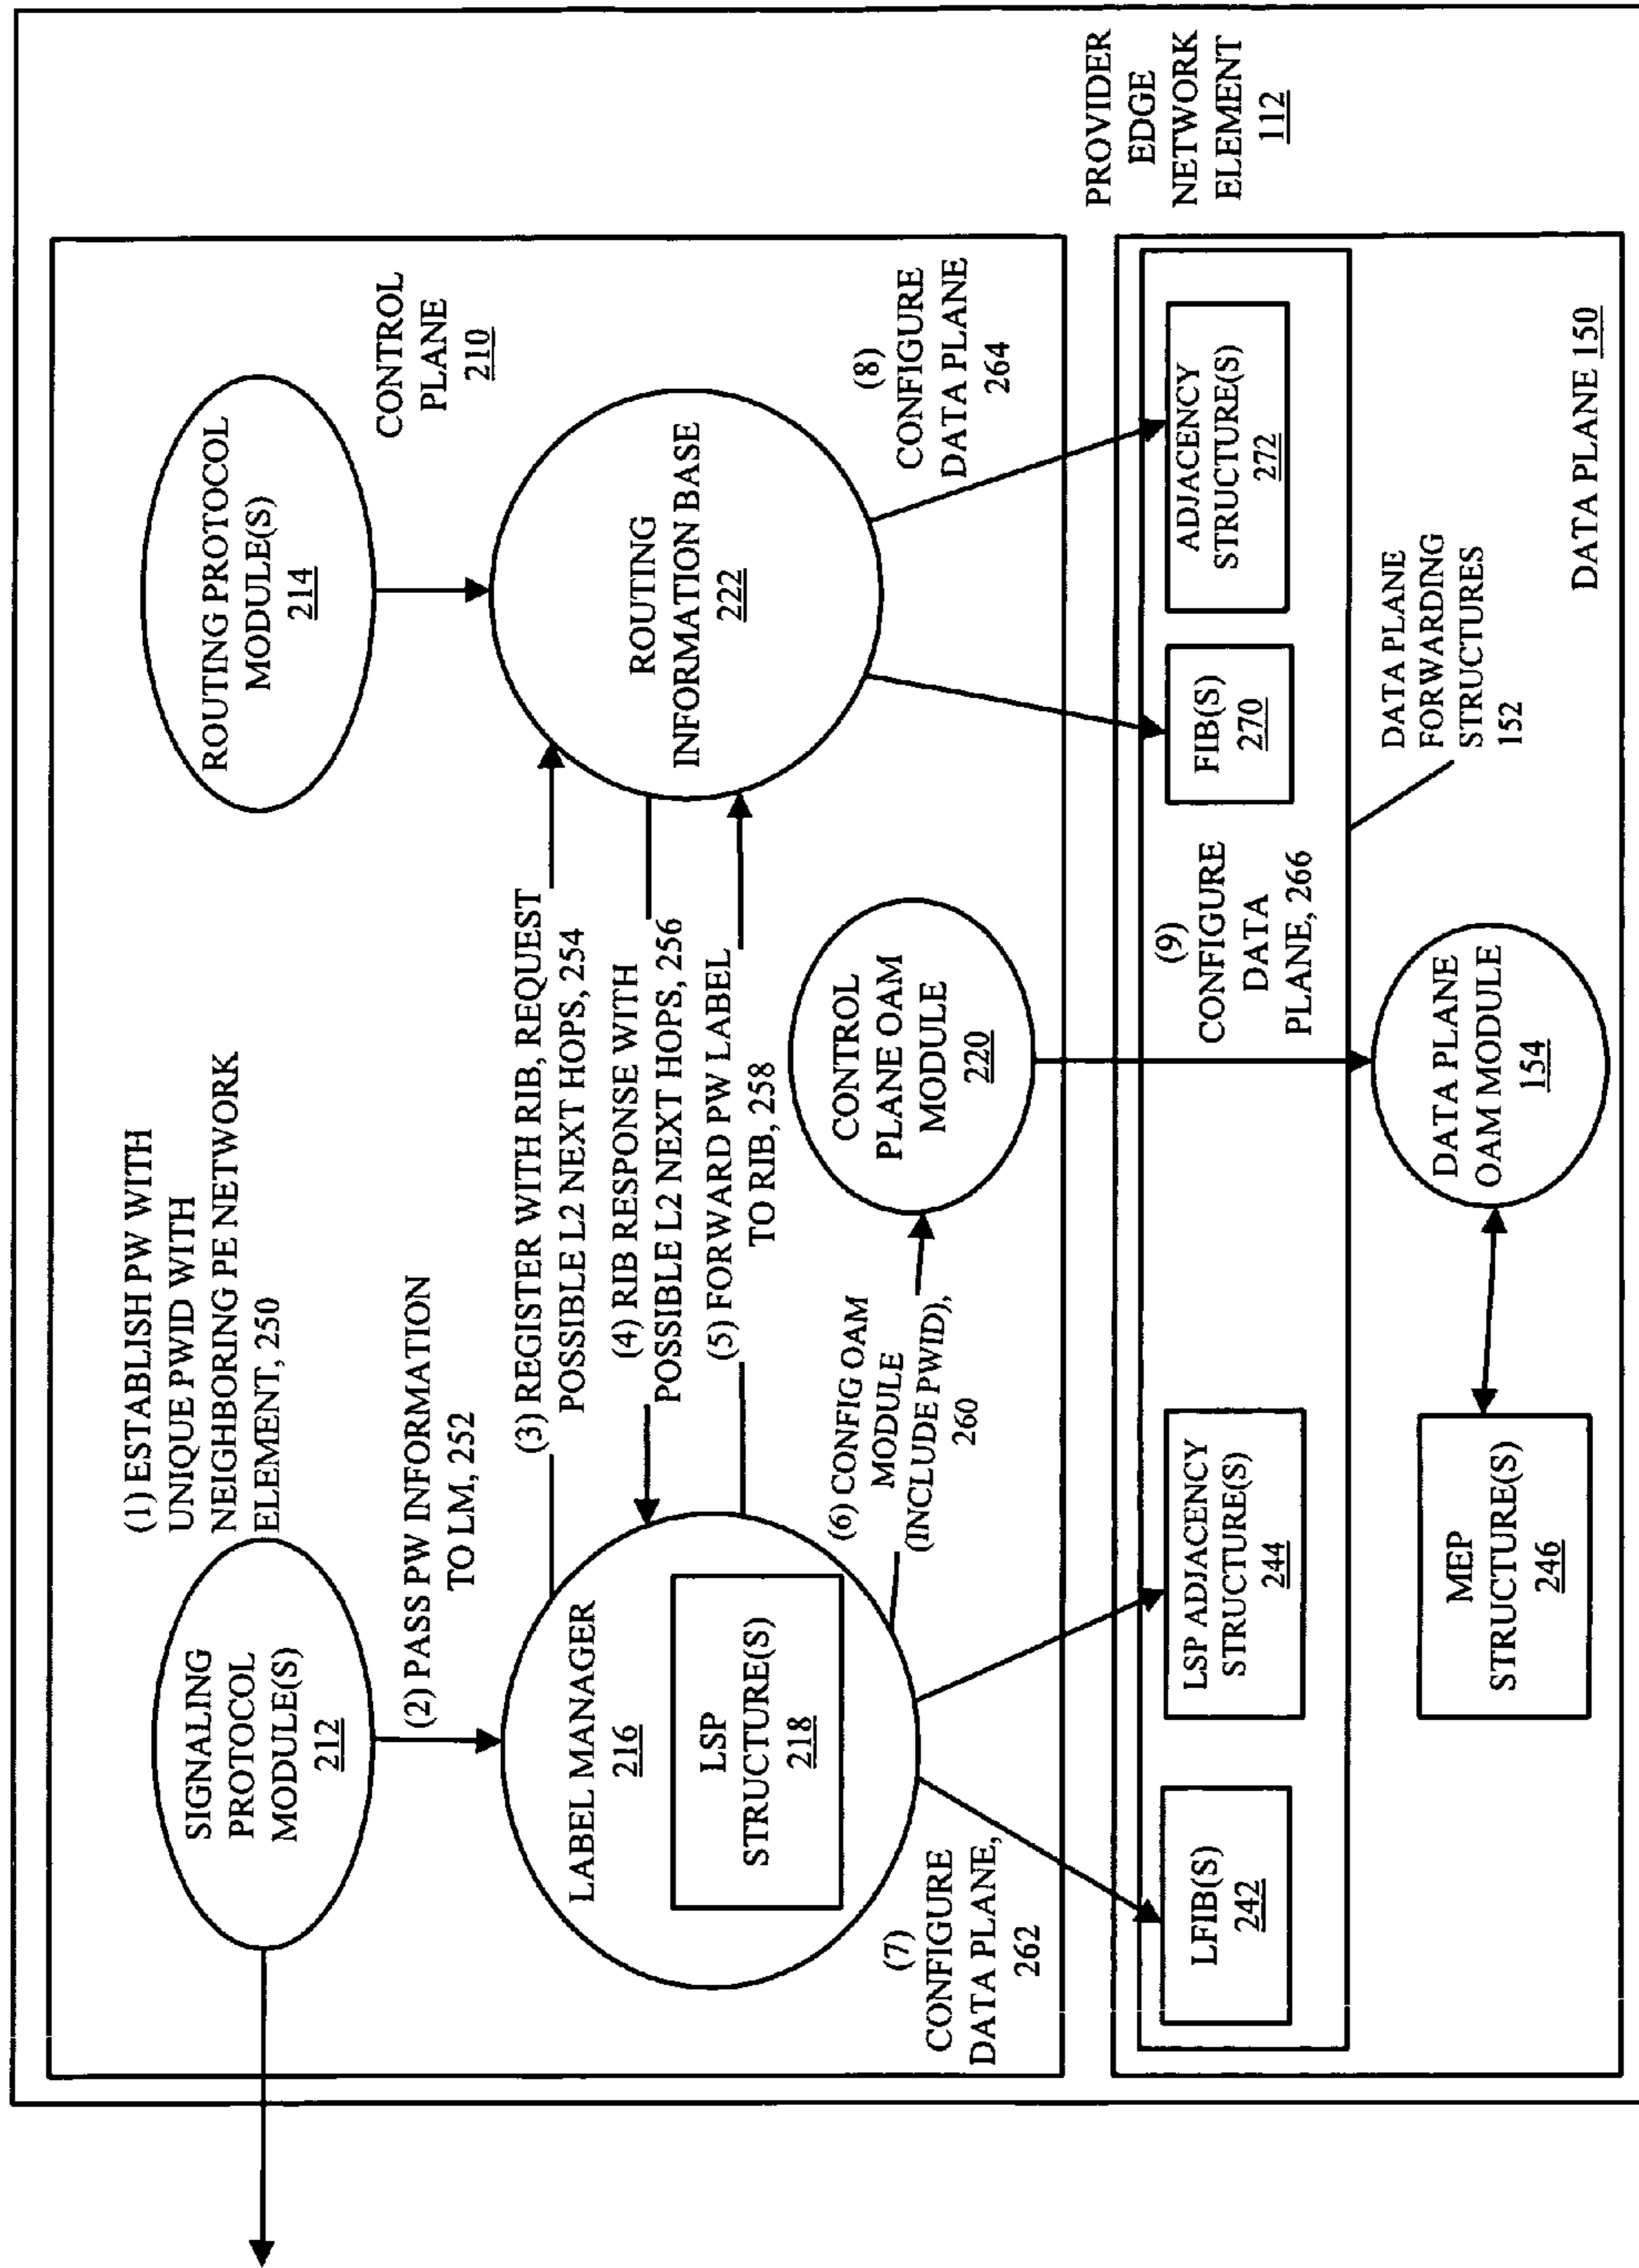 (1) ESTABLISH PW WITH
UNIQUE PWID WITH
NEIGHBORING PE NETWORK
ELEMENT, 250
SIGNALING
PROTOCOL
MODULE(S)
212
ROUTING PROTOCOL
MODULE(S)
214
CONTROL
PLANE
210
(2) PASS PW INFORMATION
TO LM, 252
LABEL MANAGER
216
LSP
STRUCTURE(S)
218
(3) REGISTER WITH RIB, REQUEST
POSSIBLE L2 NEXT HOPS, 254
(4) RIB RESPONSE WITH
POSSIBLE L2 NEXT HOPS, 256
(5) FORWARD PW LABEL
TO RIB, 258
ROUTING
INFORMATION BASE
222
(6) CONFIG OAM
MODULE
(INCLUDE PWID),
260
CONTROL
PLANE OAM
MODULE
220
(7)
CONFIGURE
DATA PLANE,
262
(8)
CONFIGURE
DATA PLANE
264
PROVIDER
EDGE
NETWORK
ELEMENT
112
LFIB(S)
242
LSP ADJACENCY
STRUCTURE(S)
244
(9)
CONFIGURE
DATA
PLANE, 266
FIB(S)
270
ADJACENCY
STRUCTURE(S)
272
MEP
STRUCTURE(S)
246
DATA PLANE
OAM MODULE
154
DATA PLANE
FORWARDING
STRUCTURES
152
DATA PLANE 150